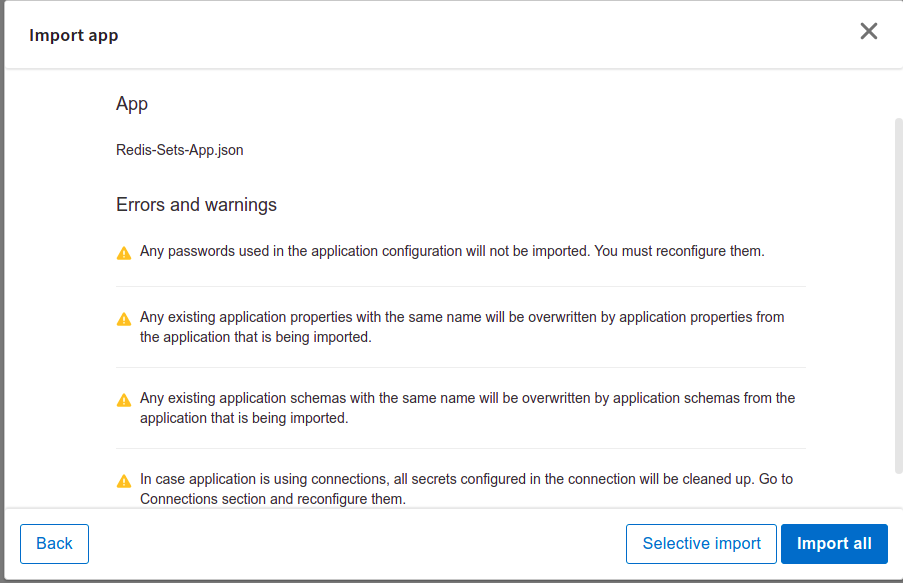 Import app
App
Redis-Sets-App.json
Errors and warnings
Any passwords used in the application configuration will not be imported. You must reconfigure them.
Any existing application properties with the same name will be overwritten by application properties from
the application that is being imported.
Any existing application schemas with the same name will be overwritten by application schemas from the
application that is being imported.
In case application is using connections, all secrets configured in the connection will be cleaned up. Go to
Connections section and reconfigure them.
Back
Selective import
Import all